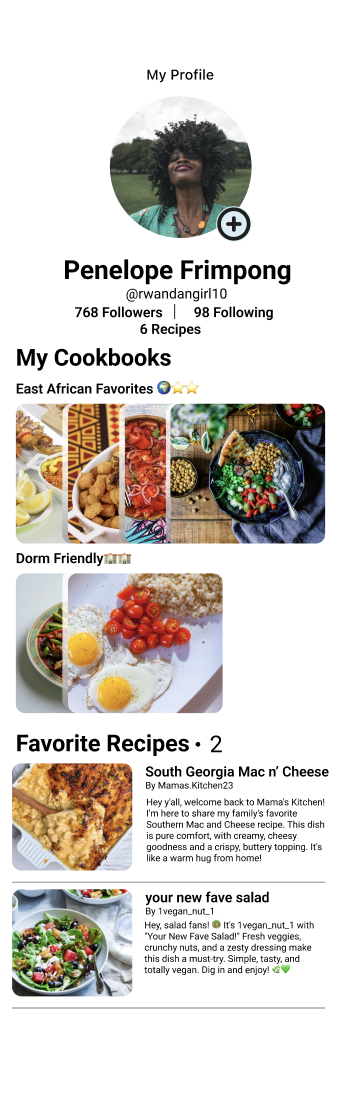 My Profile
Penelope Frimpong
@rwandangirl10
768 Followers | 98 Following
6 Recipes
My Cookbooks
East African Favorites 🌍⭐⭐
Dorm Friendly🏫🏫
Favorite Recipes • 2
South Georgia Mac n’ Cheese
By Mamas.Kitchen23
Hey y'all, welcome back to Mama's Kitchen!
I'm here to share my family's favorite
Southern Mac and Cheese recipe. This dish
is pure comfort, with creamy, cheesy
goodness and a crispy, buttery topping. It's
like a warm hug from home!
your new fave salad
By 1vegan_nut_1
Hey, salad fans! 🥗 It's 1vegan_nut_1 with
"Your New Fave Salad!" Fresh veggies,
crunchy nuts, and a zesty dressing make
this dish a must-try. Simple, tasty, and
totally vegan. Dig in and enjoy! 🌿💚